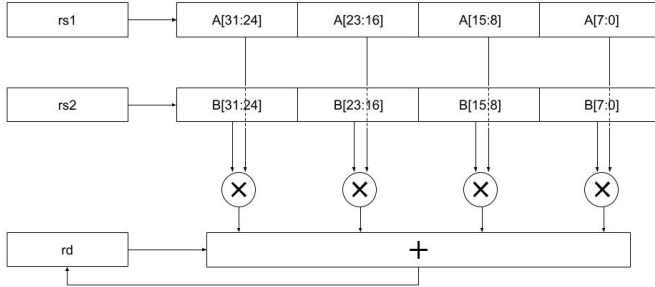 rs1 A[31:24] A[23:16] A[15:8] A[7:0]
rs2 B[31:24] B[23:16] B[15:8] B[7:0]
× × × ×
rd +